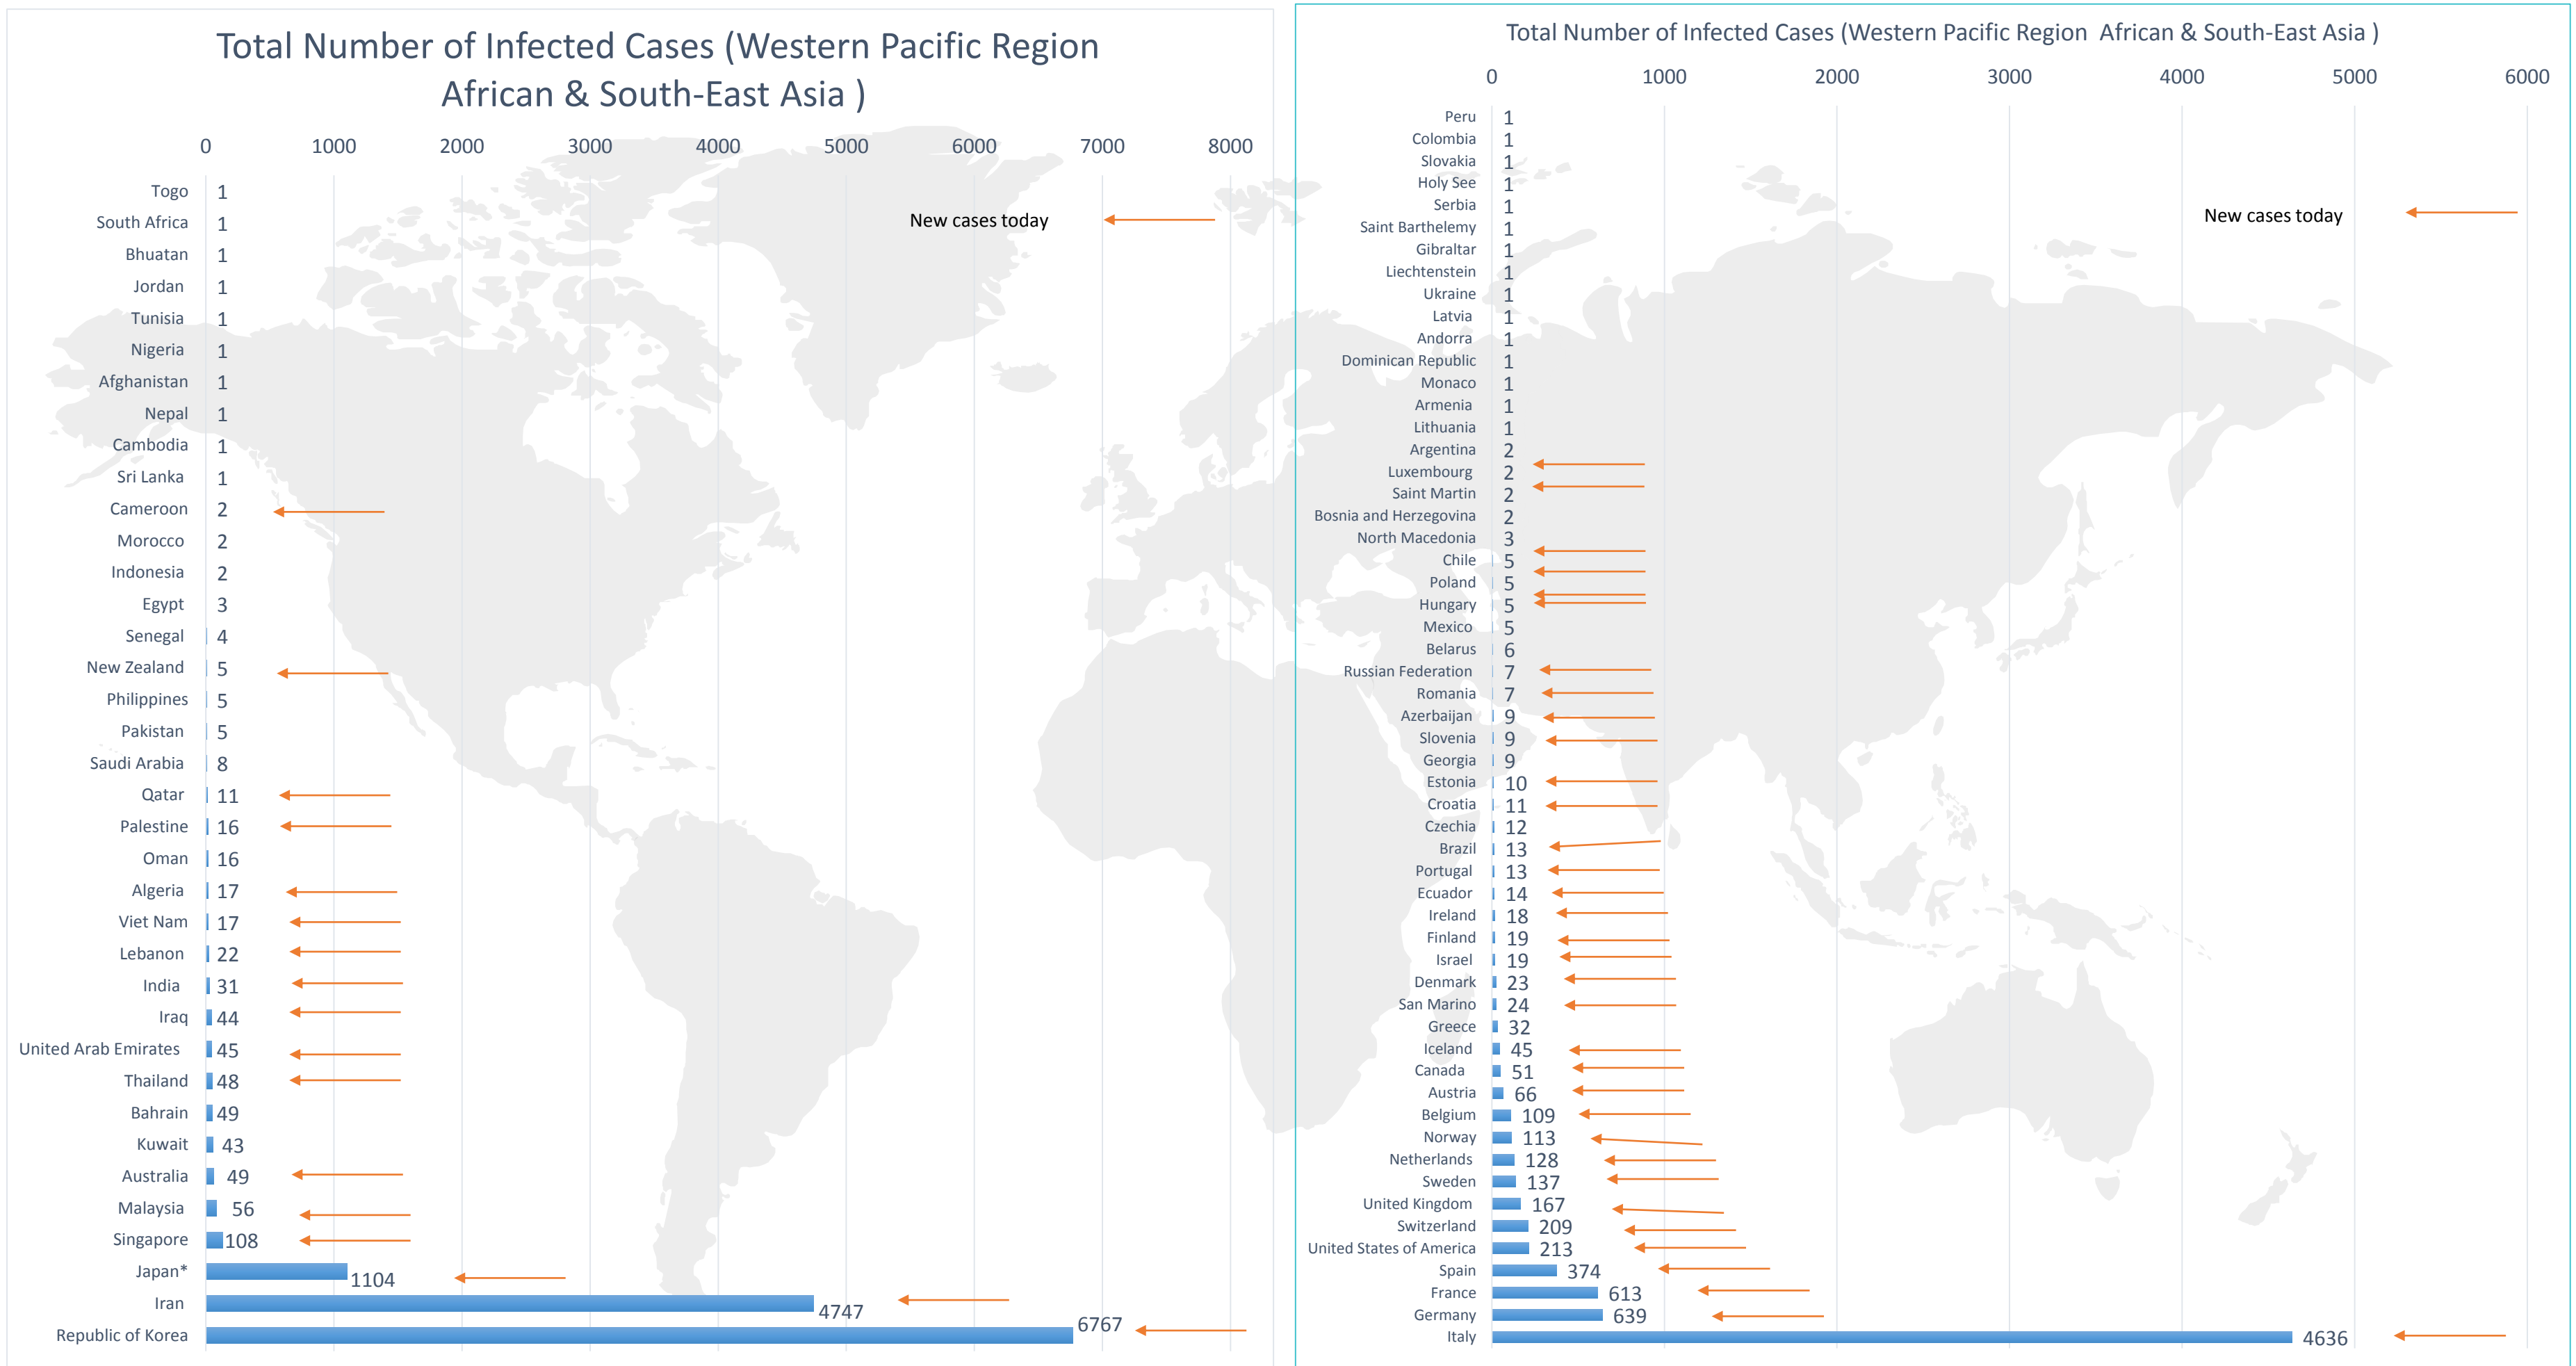 Total Number of Infected Cases (Western Pacific Region
African & South-East Asia )
0 1000 2000 3000 4000 5000 6000 7000 8000
New cases today
Togo 1
South Africa 1
Bhuatan 1
Jordan 1
Tunisia 1
Nigeria 1
Afghanistan 1
Nepal 1
Cambodia 1
Sri Lanka 1
Cameroon 2
Morocco 2
Indonesia 2
Egypt 3
Senegal 4
New Zealand 5
Philippines 5
Pakistan 5
Saudi Arabia 8
Qatar 11
Palestine 16
Oman 16
Algeria 17
Viet Nam 17
Lebanon 22
India 31
Iraq 44
United Arab Emirates 45
Thailand 48
Bahrain 49
Kuwait 43
Australia 49
Malaysia 56
Singapore 108
Japan* 1104
Iran 4747
Republic of Korea 6767
Total Number of Infected Cases (Western Pacific Region African & South-East Asia )
0 1000 2000 3000 4000 5000 6000
New cases today
Peru 1
Colombia 1
Slovakia 1
Holy See 1
Serbia 1
Saint Barthelemy 1
Gibraltar 1
Liechtenstein 1
Ukraine 1
Latvia 1
Andorra 1
Dominican Republic 1
Monaco 1
Armenia 1
Lithuania 1
Argentina 2
Luxembourg 2
Saint Martin 2
Bosnia and Herzegovina 2
North Macedonia 3
Chile 5
Poland 5
Hungary 5
Mexico 5
Belarus 6
Russian Federation 7
Romania 7
Azerbaijan 9
Slovenia 9
Georgia 9
Estonia 10
Croatia 11
Czechia 12
Brazil 13
Portugal 13
Ecuador 14
Ireland 18
Finland 19
Israel 19
Denmark 23
San Marino 24
Greece 32
Iceland 45
Canada 51
Austria 66
Belgium 109
Norway 113
Netherlands 128
Sweden 137
United Kingdom 167
Switzerland 209
United States of America 213
Spain 374
France 613
Germany 639
Italy 4636